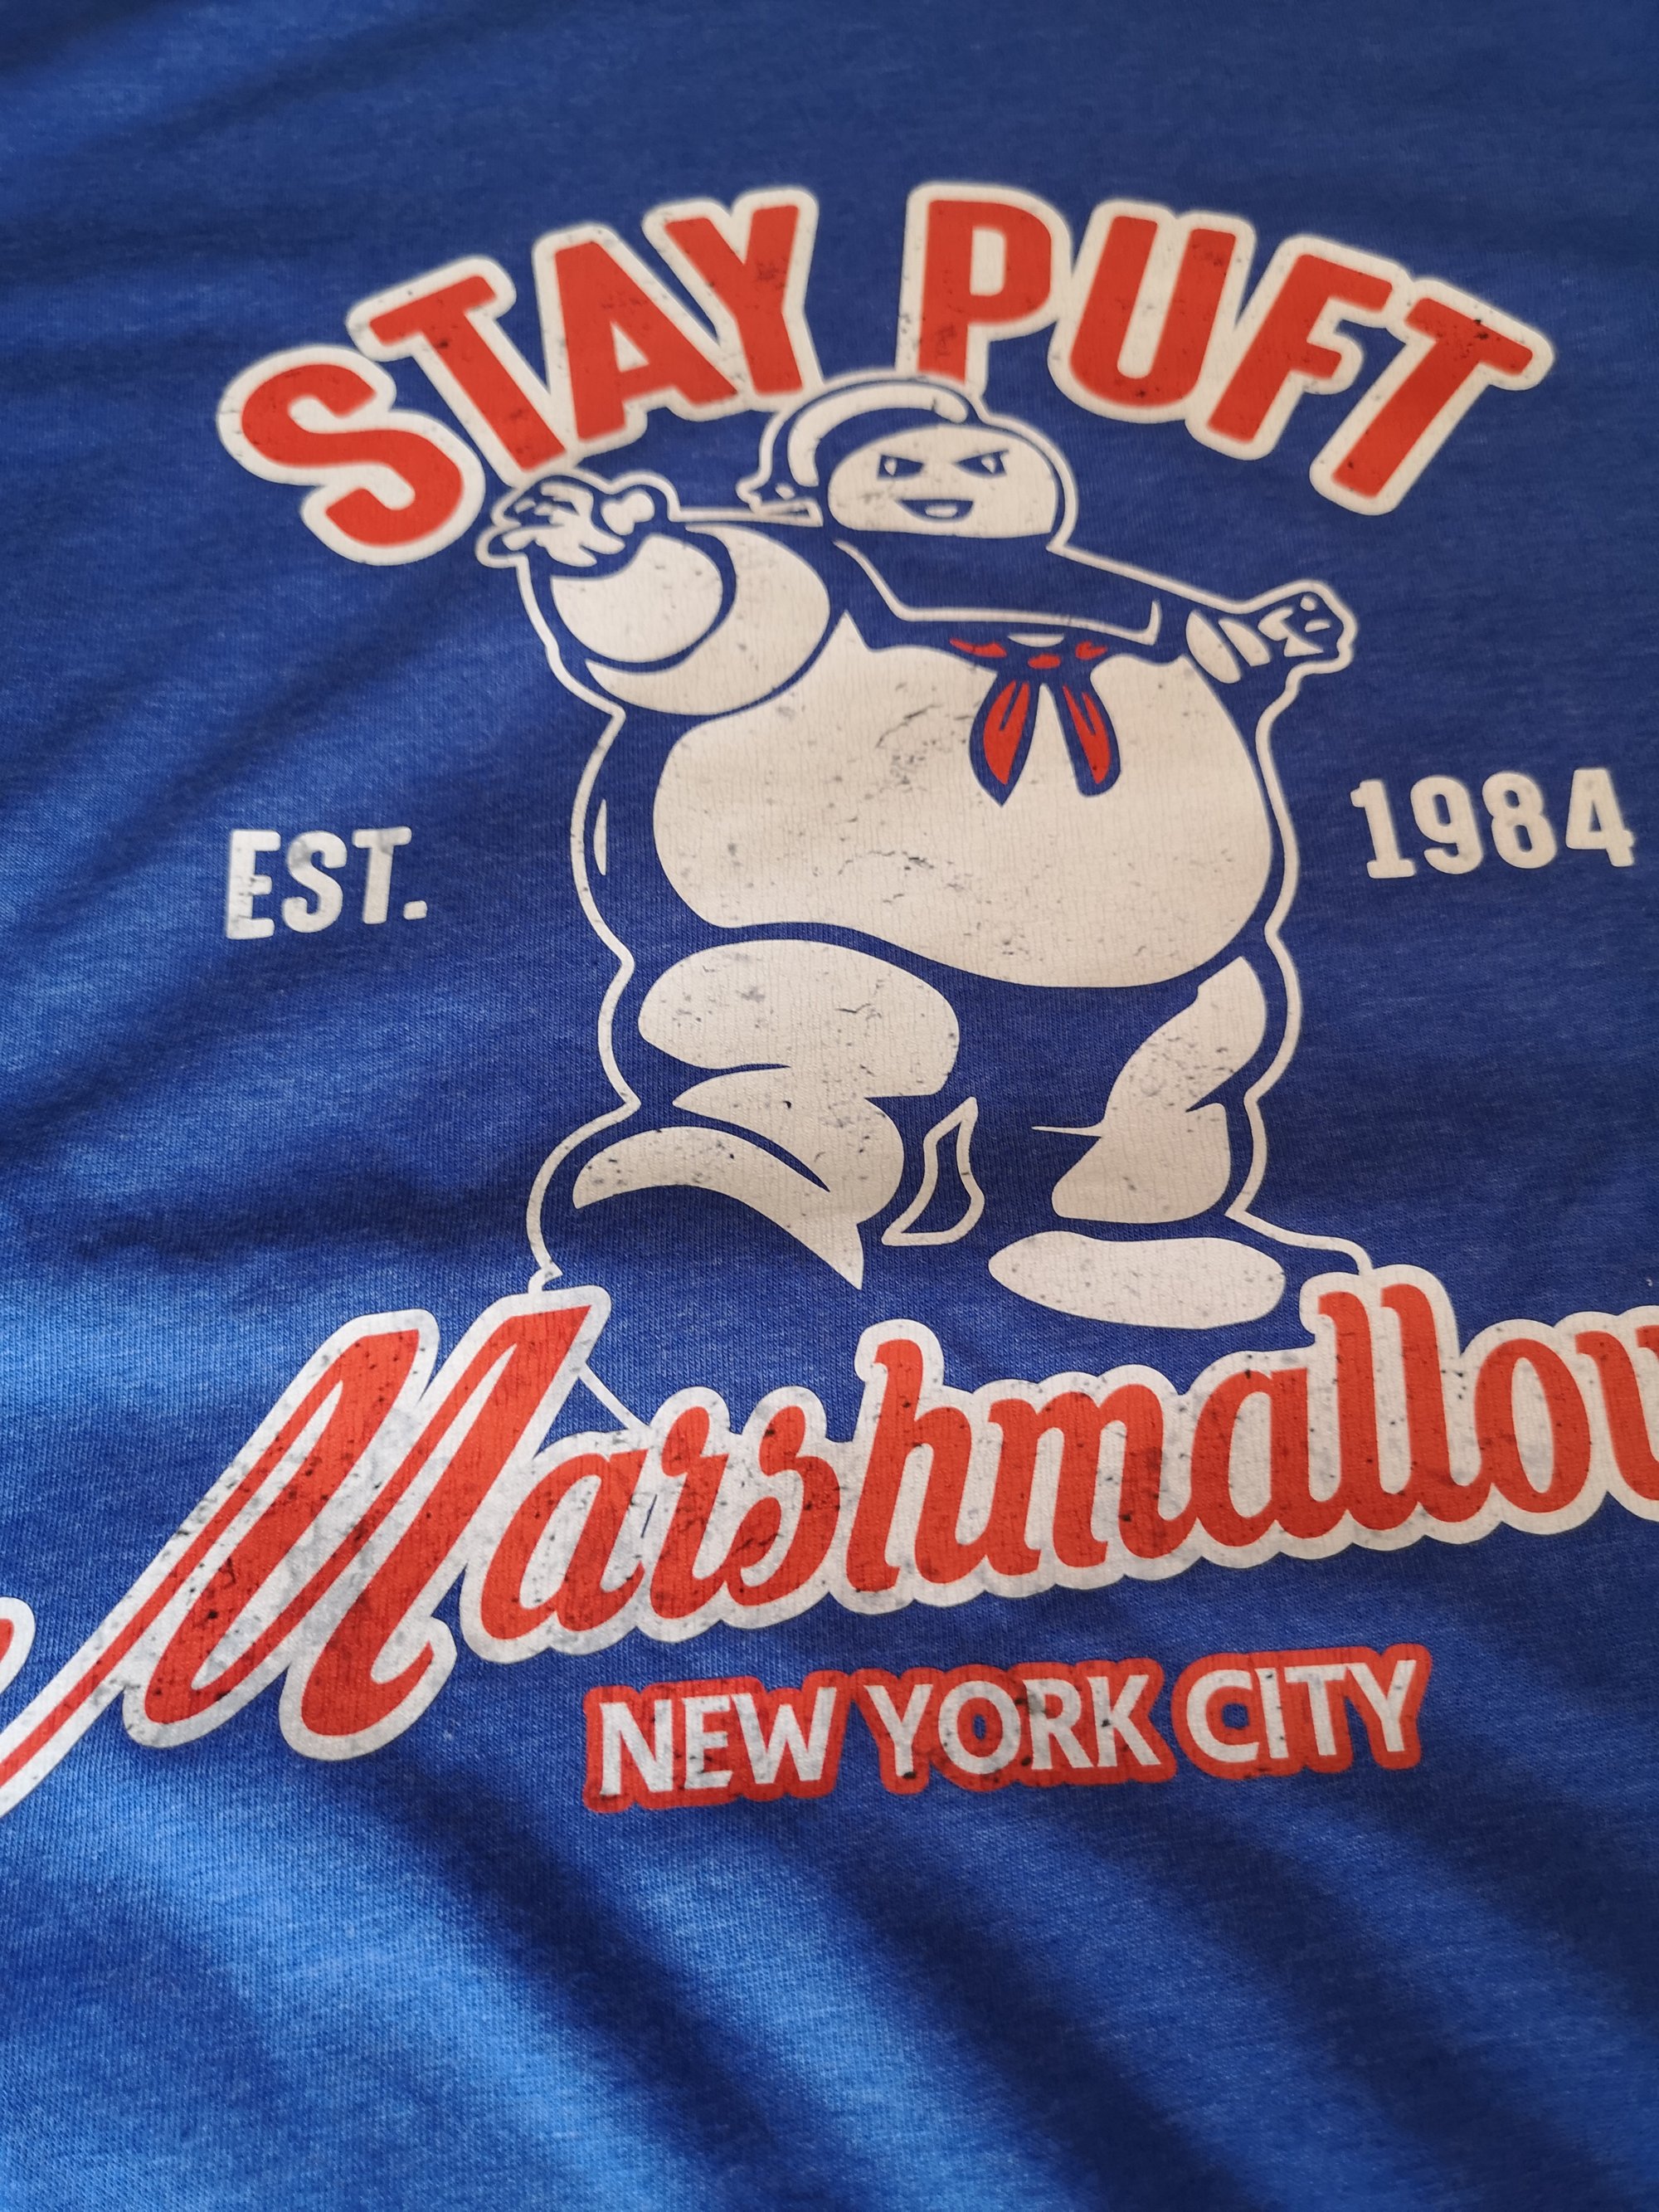 STAY PUFT
EST. 1984
Marshmallow
NEW YORK CITY